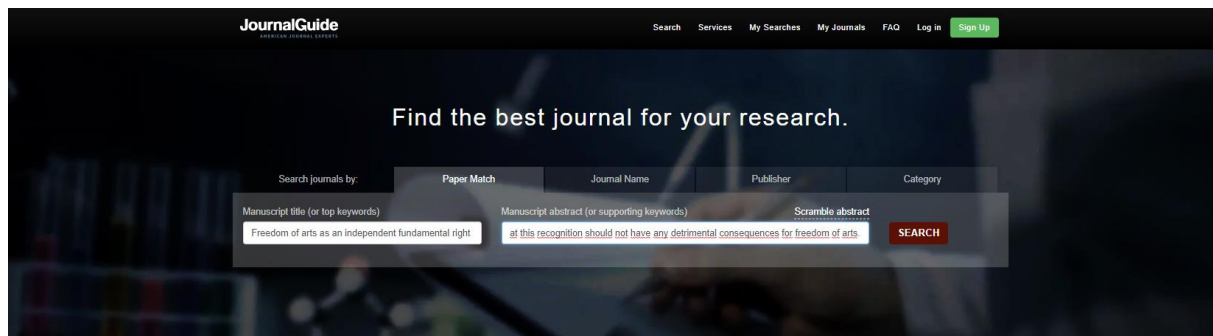 JournalGuide
AMERICAN JOURNAL EXPERTS
Search Services My Searches My Journals FAQ Log in Sign Up
Find the best journal for your research.
Search journals by: Paper Match Journal Name Publisher Category
Manuscript title (or top keywords) Manuscript abstract (or supporting keywords) Scramble abstract
Freedom of arts as an independent fundamental right at this recognition should not have any detrimental consequences for freedom of arts. SEARCH